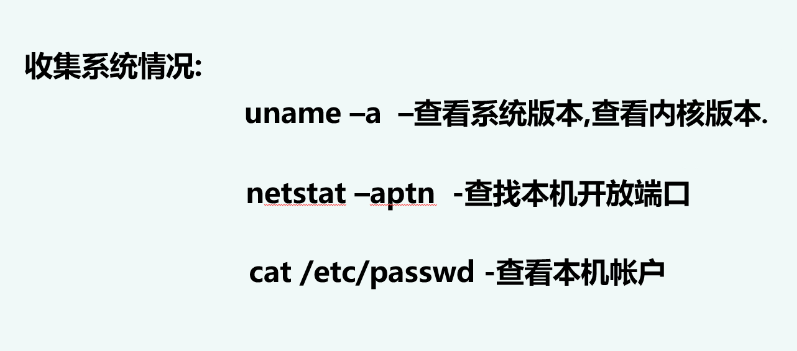 收集系统情况:
uname –a  –查看系统版本,查看内核版本.
netstat –aptn  -查找本机开放端口
cat /etc/passwd -查看本机帐户